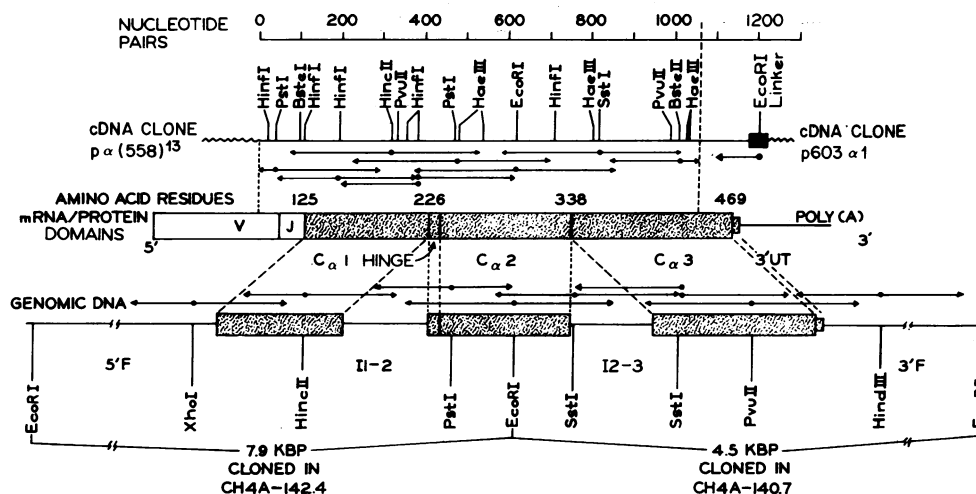 NUCLEOTIDE PAIRS
0 200 400 600 800 1000 1200
HinfI PstI BsteI HinfI HinfI HincII PvuII HinfI PstI HaeIII EcoRI HinfI HaeIII SstI PvuII BsteII HaeIII EcoRI Linker
cDNA CLONE
pα(558)13
cDNA CLONE
p603 α1
AMINO ACID RESIDUES 125 226 338 469
mRNA/PROTEIN DOMAINS
V J POLY(A)
5' 3'
Cα1 HINGE Cα2 Cα3 3'UT
GENOMIC DNA
5'F I1-2 I2-3 3'F
EcoRI XhoI HincII PstI EcoRI SstI SstI PvuII HindIII
7.9 KBP
CLONED IN
CH4A-142.4
4.5 KBP
CLONED IN
CH4A-140.7